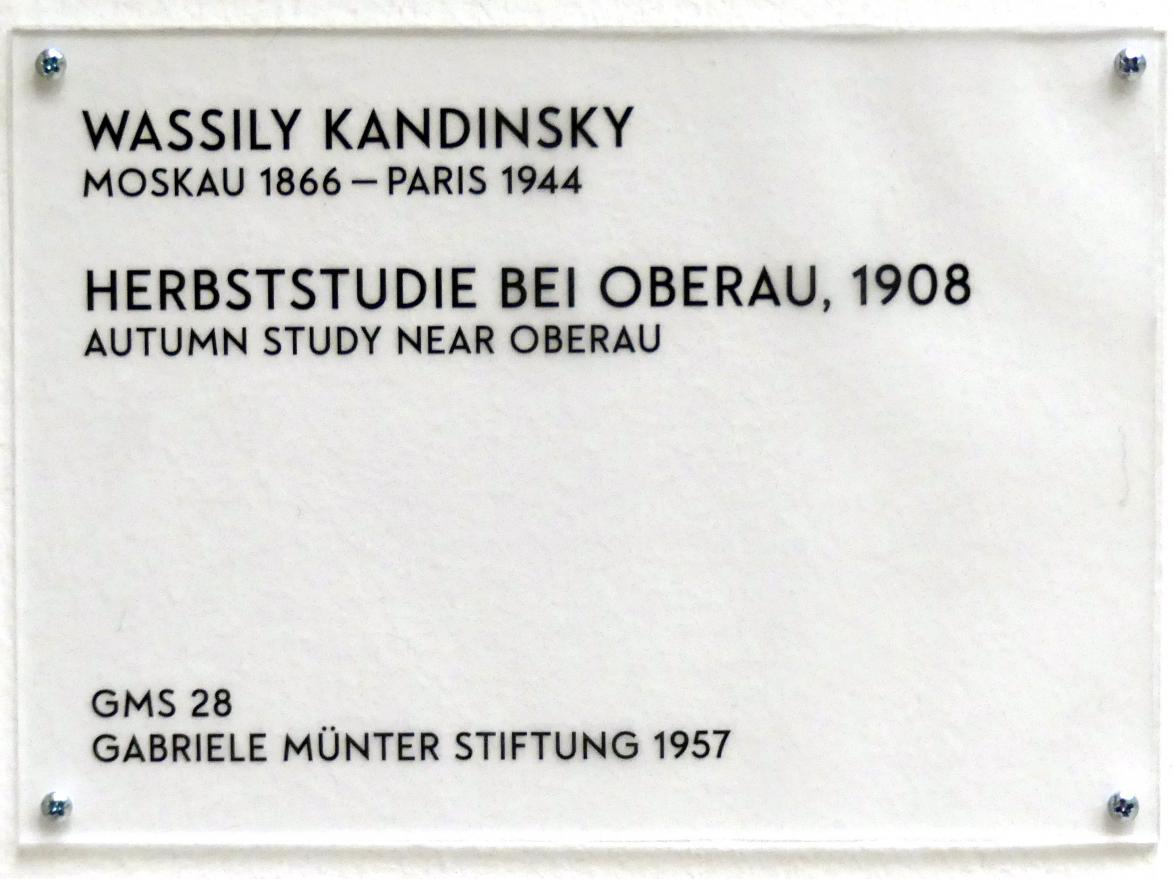 WASSILY KANDINSKY
MOSKAU 1866 – PARIS 1944
HERBSTSTUDIE BEI OBERAU, 1908
AUTUMN STUDY NEAR OBERAU
GMS 28
GABRIELE MÜNTER STIFTUNG 1957